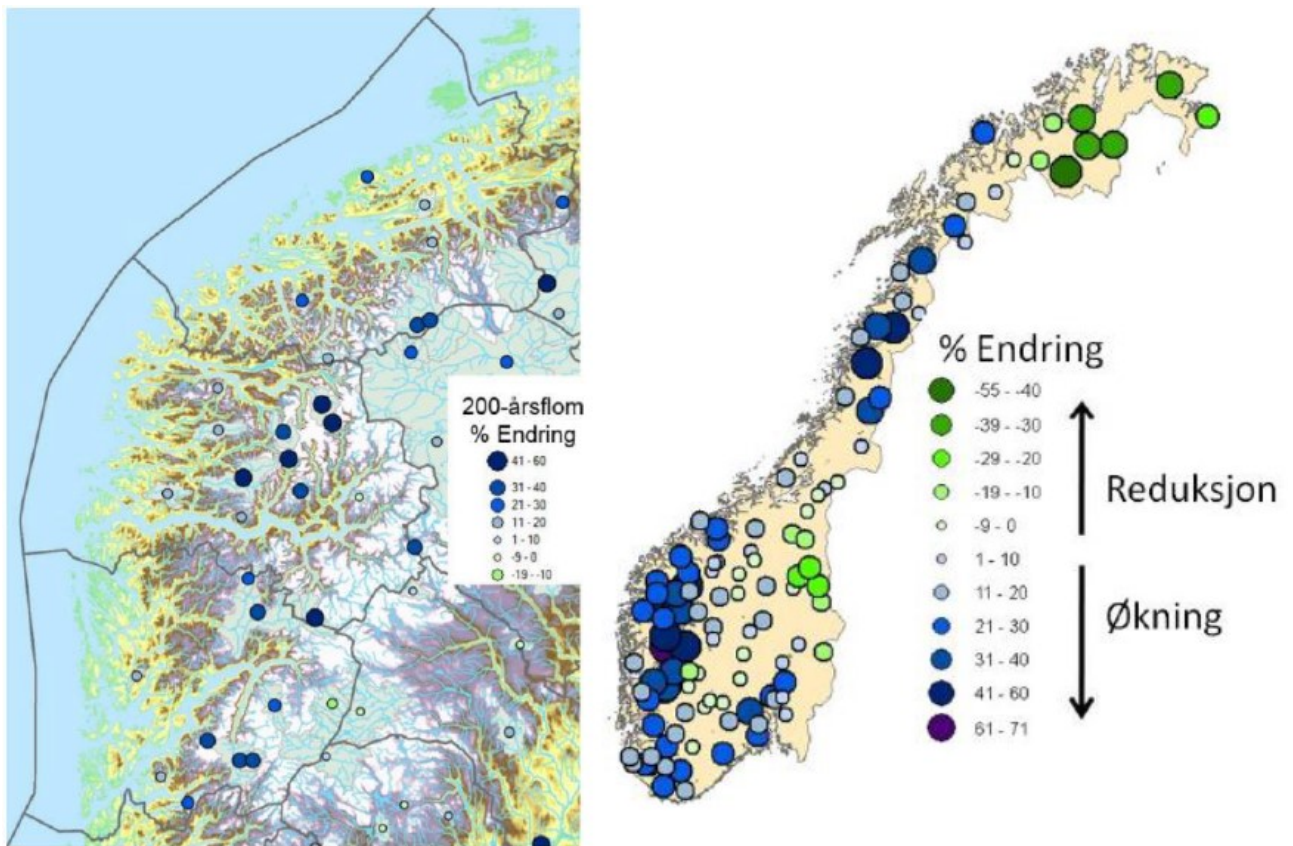 200-årsflom
% Endring
41 - 60
31 - 40
21 - 30
11 - 20
1 - 10
-9 - 0
-19 - -10
% Endring
-55 - -40
-39 - -30
-29 - -20
-19 - -10
-9 - 0
1 - 10
11 - 20
21 - 30
31 - 40
41 - 60
61 - 71
Reduksjon
Økning